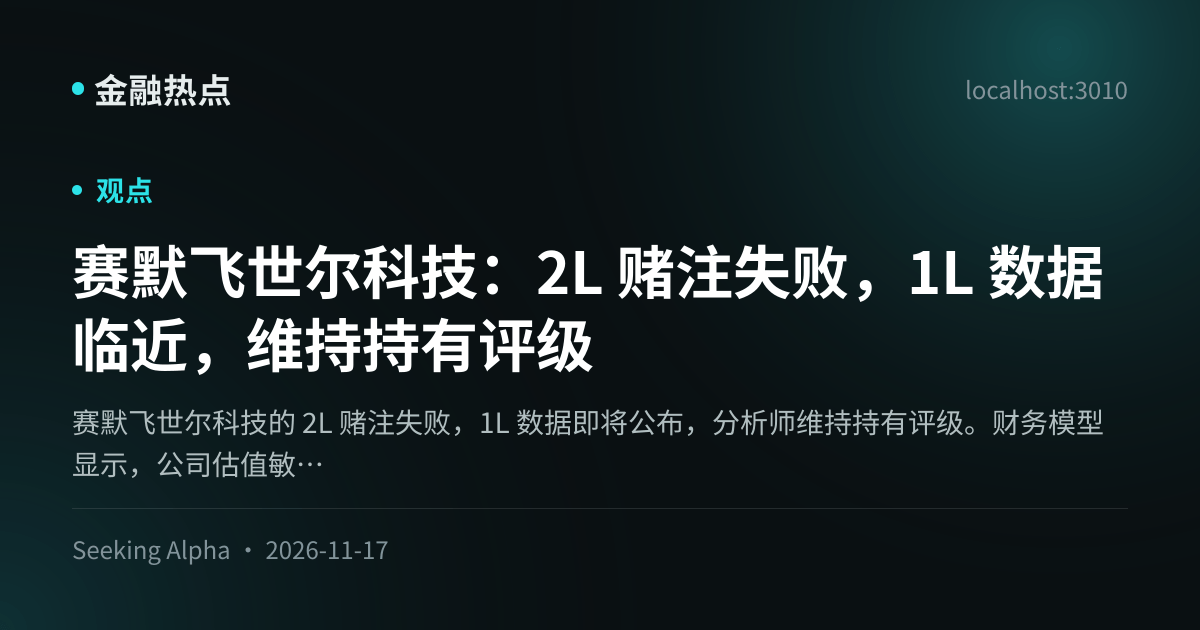 金融热点
localhost:3010
观点
赛默飞世尔科技：2L 赌注失败，1L 数据
临近，维持持有评级
赛默飞世尔科技的 2L 赌注失败，1L 数据即将公布，分析师维持持有评级。财务模型
显示，公司估值敏…
Seeking Alpha · 2026-11-17